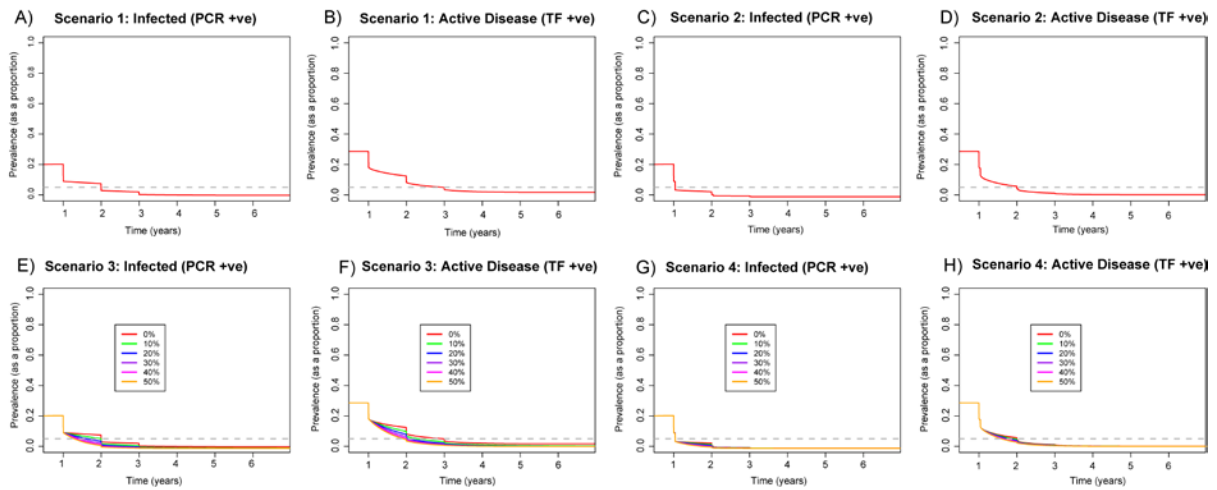 A) Scenario 1: Infected (PCR +ve)
Prevalence (as a proportion)
0.0 0.2 0.4 0.6 0.8 1.0
1 2 3 4 5 6
Time (years)
B) Scenario 1: Active Disease (TF +ve)
Prevalence (as a proportion)
0.0 0.2 0.4 0.6 0.8 1.0
1 2 3 4 5 6
Time (years)
C) Scenario 2: Infected (PCR +ve)
Prevalence (as a proportion)
0.0 0.2 0.4 0.6 0.8 1.0
1 2 3 4 5 6
Time (years)
D) Scenario 2: Active Disease (TF +ve)
Prevalence (as a proportion)
0.0 0.2 0.4 0.6 0.8 1.0
1 2 3 4 5 6
Time (years)
E) Scenario 3: Infected (PCR +ve)
Prevalence (as a proportion)
0.0 0.2 0.4 0.6 0.8 1.0
0%
10%
20%
30%
40%
50%
1 2 3 4 5 6
Time (years)
F) Scenario 3: Active Disease (TF +ve)
Prevalence (as a proportion)
0.0 0.2 0.4 0.6 0.8 1.0
0%
10%
20%
30%
40%
50%
1 2 3 4 5 6
Time (years)
G) Scenario 4: Infected (PCR +ve)
Prevalence (as a proportion)
0.0 0.2 0.4 0.6 0.8 1.0
0%
10%
20%
30%
40%
50%
1 2 3 4 5 6
Time (years)
H) Scenario 4: Active Disease (TF +ve)
Prevalence (as a proportion)
0.0 0.2 0.4 0.6 0.8 1.0
0%
10%
20%
30%
40%
50%
1 2 3 4 5 6
Time (years)